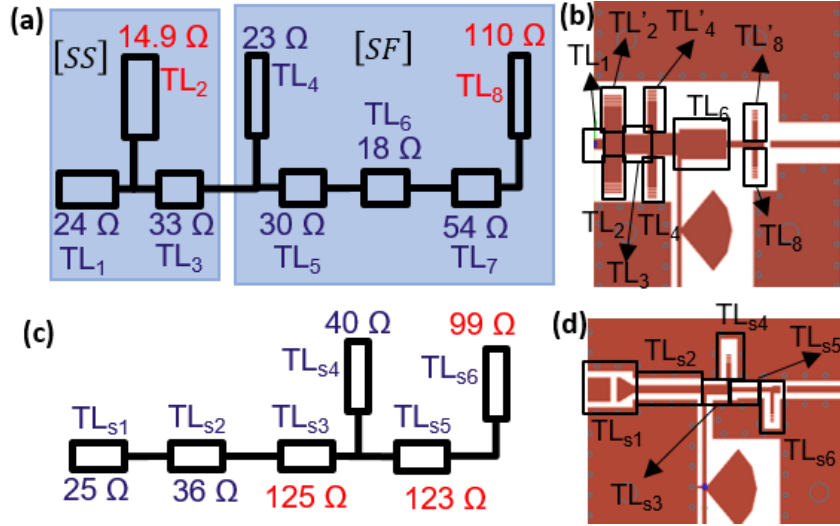 (a)
[SS]
14.9 Ω
TL₂
23 Ω
TL₄
[SF]
110 Ω
TL₈
TL₆
18 Ω
24 Ω
TL₁
33 Ω
TL₃
30 Ω
TL₅
54 Ω
TL₇
(b)
TL₁
TL'₂
TL'₄
TL'₈
TL₆
TL₂
TL₃
TL₄
TL₈
(c)
40 Ω
99 Ω
TLₛ₄
TLₛ₆
TLₛ₁
TLₛ₂
TLₛ₃
TLₛ₅
25 Ω
36 Ω
125 Ω
123 Ω
(d)
TLₛ₄
TLₛ₂
TLₛ₅
TLₛ₁
TLₛ₆
TLₛ₃